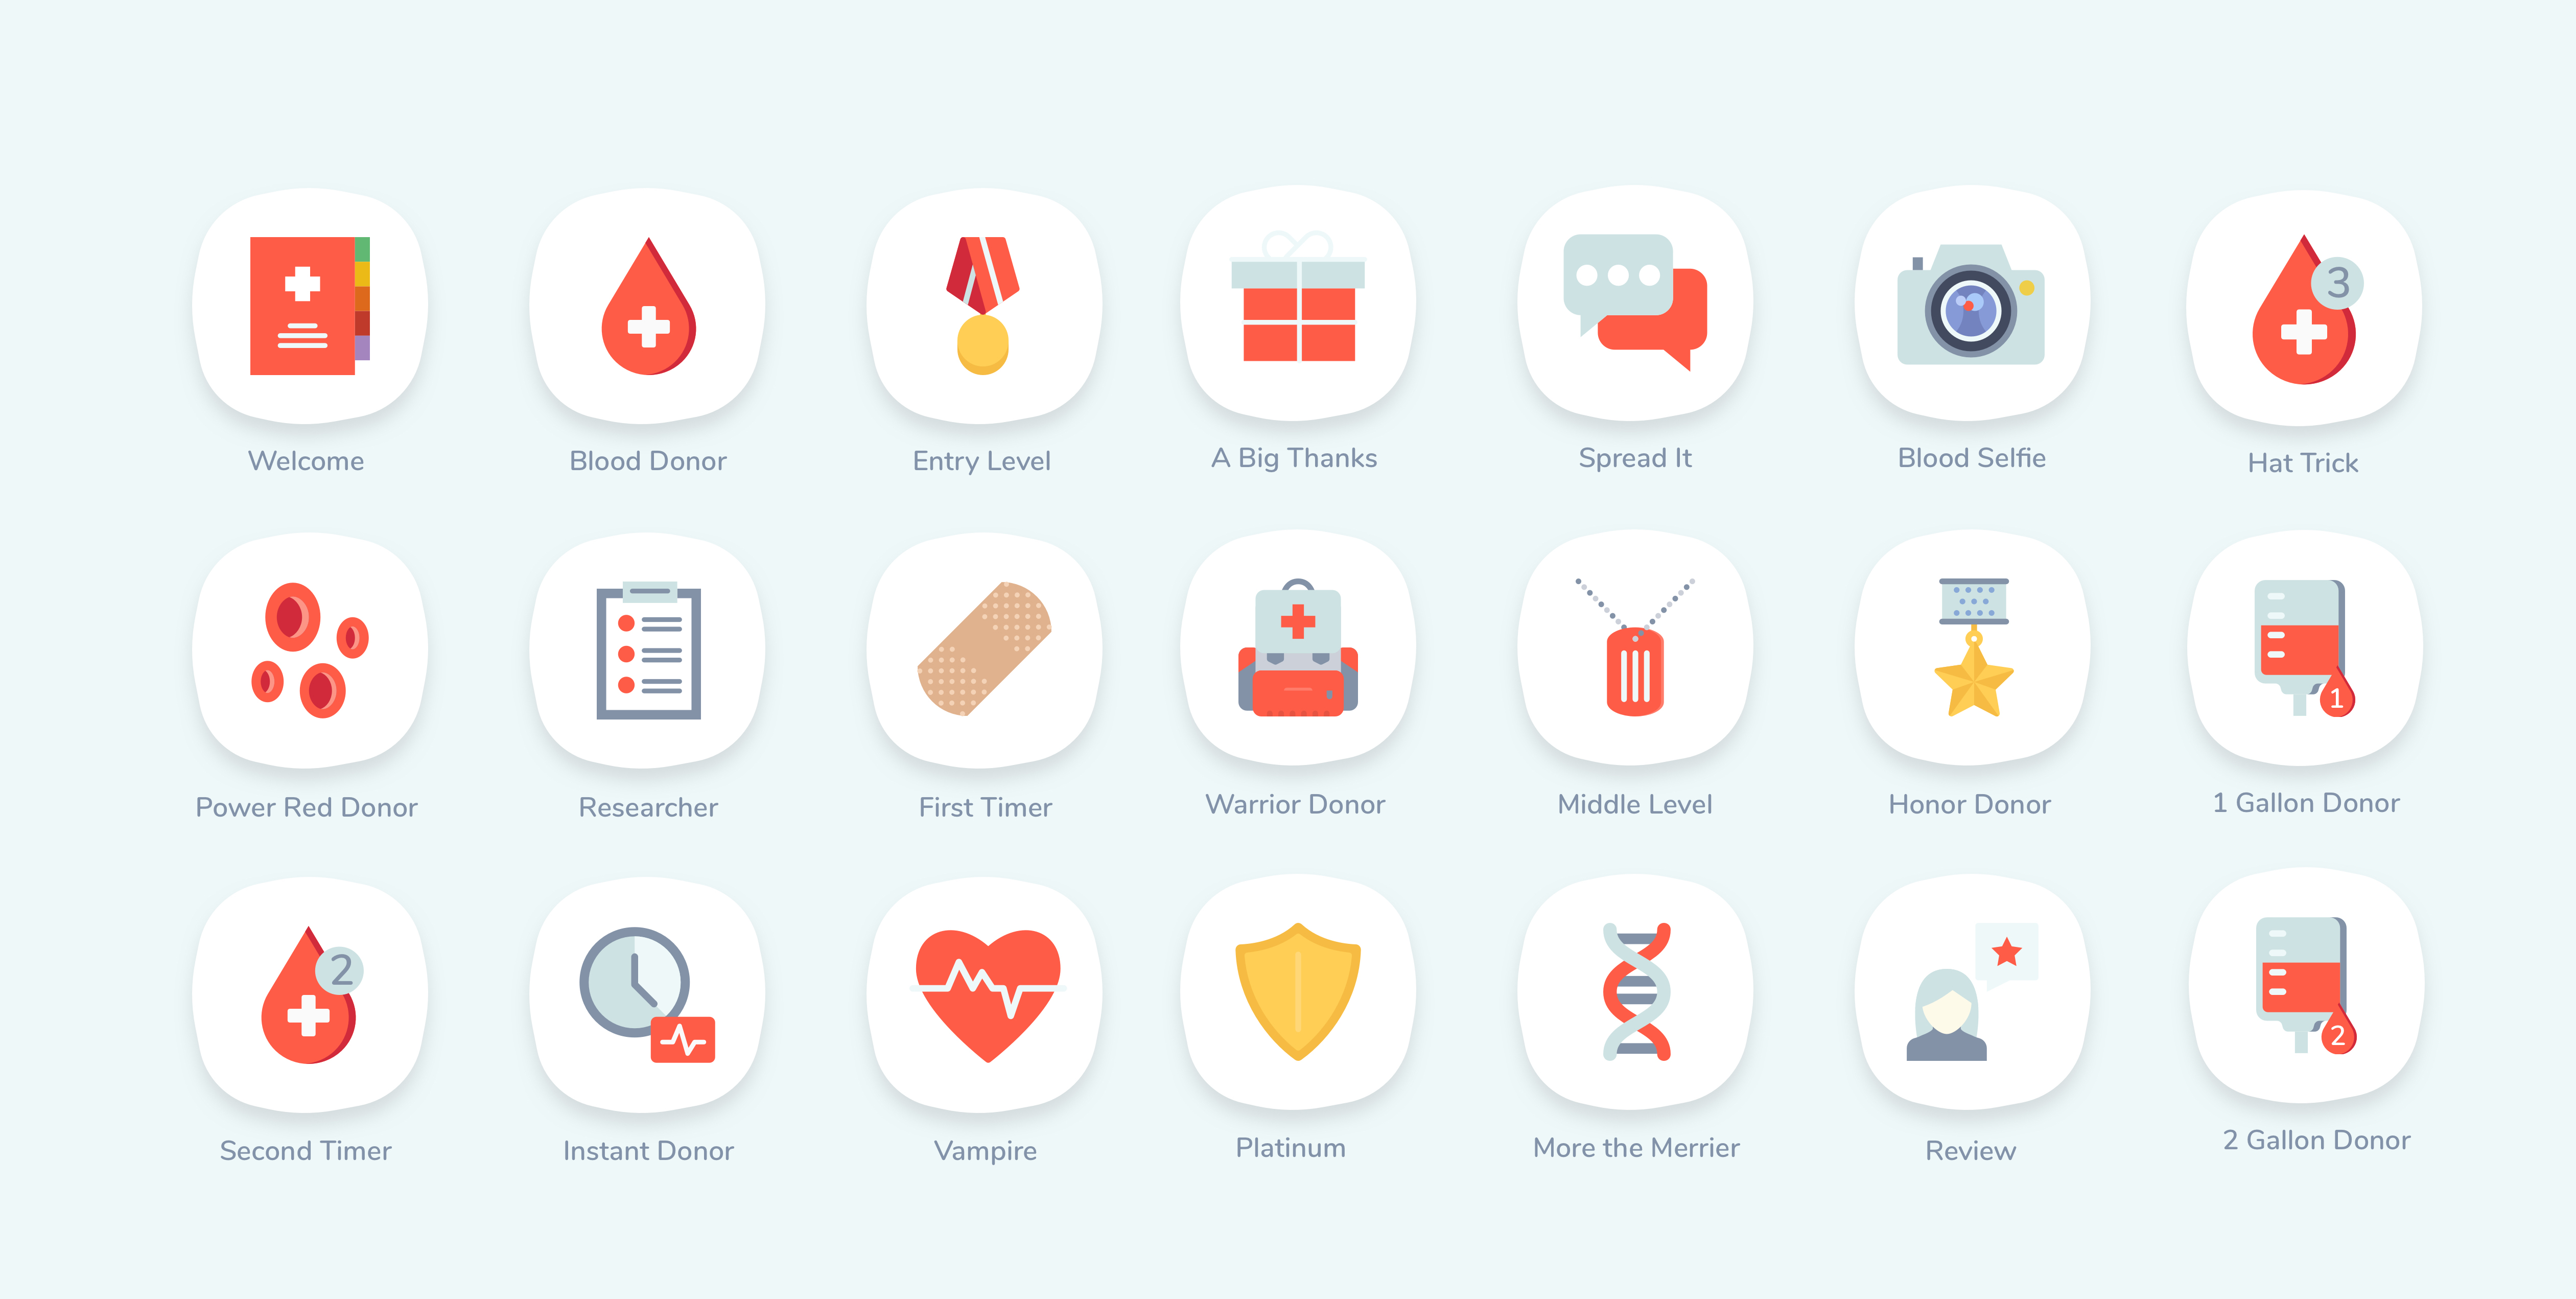 3
Welcome
Blood Donor
Entry Level
A Big Thanks
Spread It
Blood Selfie
Hat Trick
1
Power Red Donor
Researcher
First Timer
Warrior Donor
Middle Level
Honor Donor
1 Gallon Donor
2
2
Second Timer
Instant Donor
Vampire
Platinum
More the Merrier
Review
2 Gallon Donor